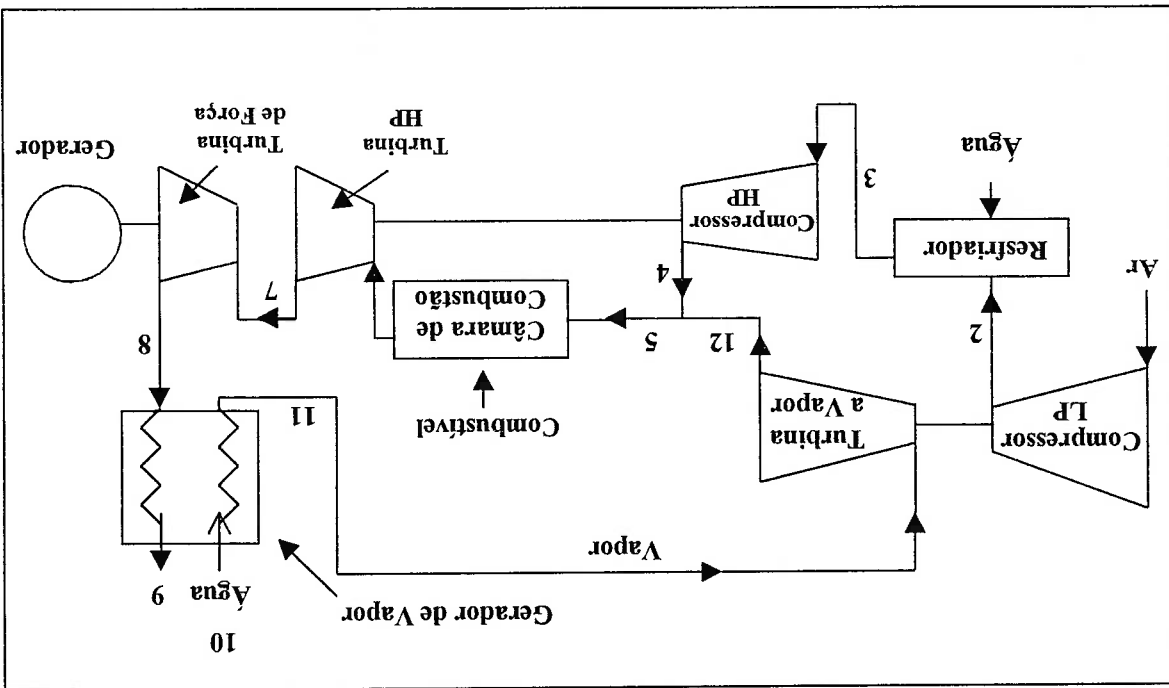 10
Água
9
Gerador de Vapor
Vapor
11
8
Combustível
Câmara de
Combustão
7
5
12
4
Turbina
a Vapor
Compressor
LP
2
Ar
Resfriador
Água
3
Compressor
HP
Turbina
HP
Turbina
de Força
Gerador